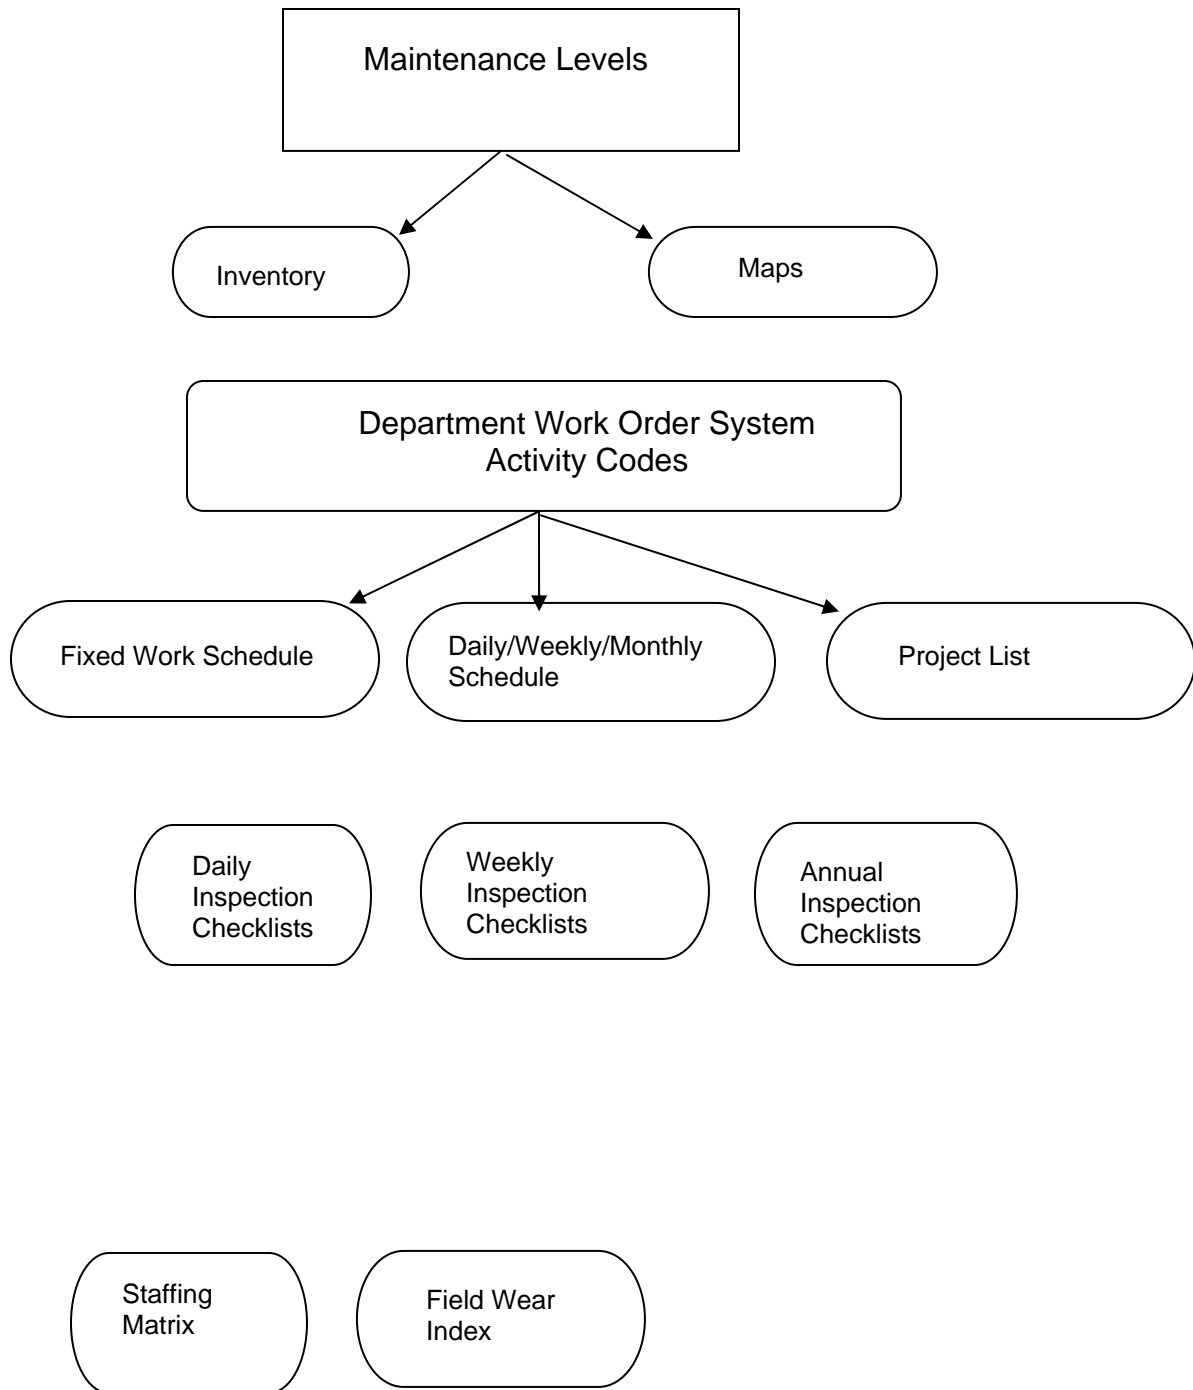 Maintenance Levels
Inventory
Maps
Department Work Order System
Activity Codes
Fixed Work Schedule
Daily/Weekly/Monthly
Schedule
Project List
Daily
Inspection
Checklists
Weekly
Inspection
Checklists
Annual
Inspection
Checklists
Staffing
Matrix
Field Wear
Index